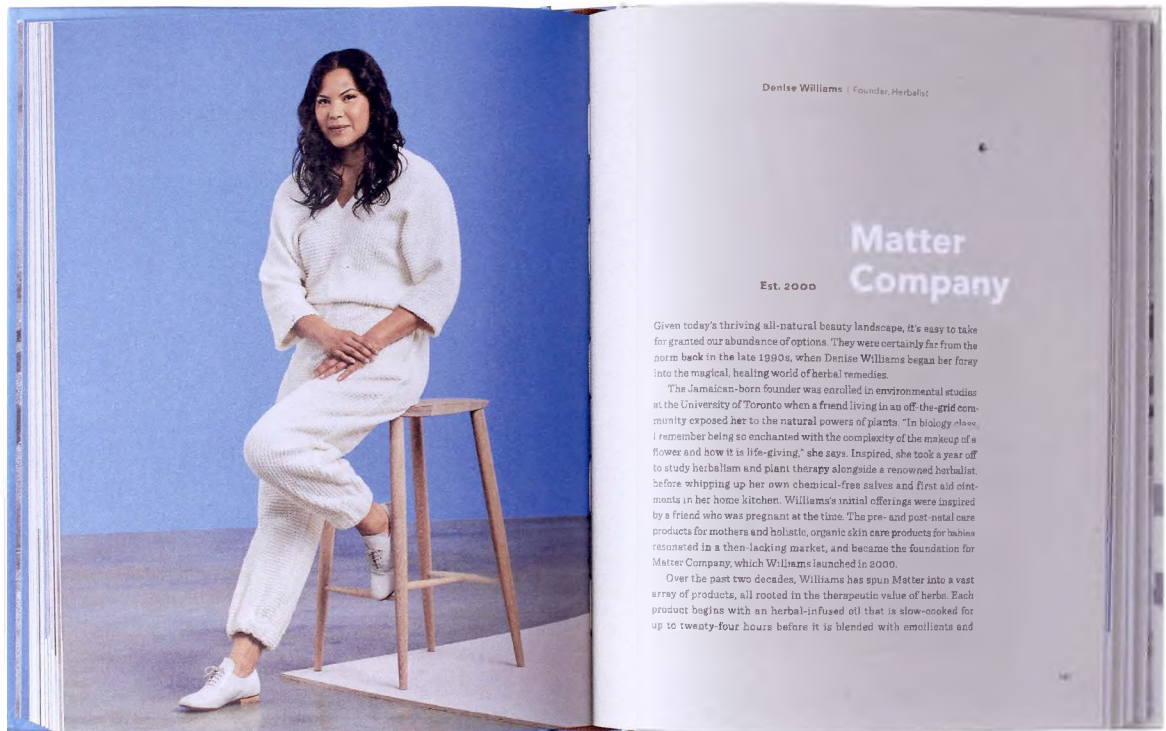 Denise Williams | Founder, Herbalist
Matter
Company
Est. 2000
Given today's thriving all-natural beauty landscape, it's easy to take
for granted our abundance of options. They were certainly far from the
norm back in the late 1990s, when Denise Williams began her foray
into the magical, healing world of herbal remedies.
The Jamaican-born founder was enrolled in environmental studies
at the University of Toronto when a friend living in an off-the-grid com-
munity exposed her to the natural powers of plants. "In biology class,
I remember being so enchanted with the complexity of the makeup of a
flower and how it is life-giving," she says. Inspired, she took a year off
to study herbalism and plant therapy alongside a renowned herbalist,
before whipping up her own chemical-free salves and first aid oint-
ments in her home kitchen. Williams's initial offerings were inspired
by a friend who was pregnant at the time. The pre- and post-natal care
products for mothers and holistic, organic skin care products for babies
resonated in a then-lacking market, and became the foundation for
Matter Company, which Williams launched in 2000.
Over the past two decades, Williams has spun Matter into a vast
array of products, all rooted in the therapeutic value of herbs. Each
product begins with an herbal-infused oil that is slow-cooked for
up to twenty-four hours before it is blended with emollients and